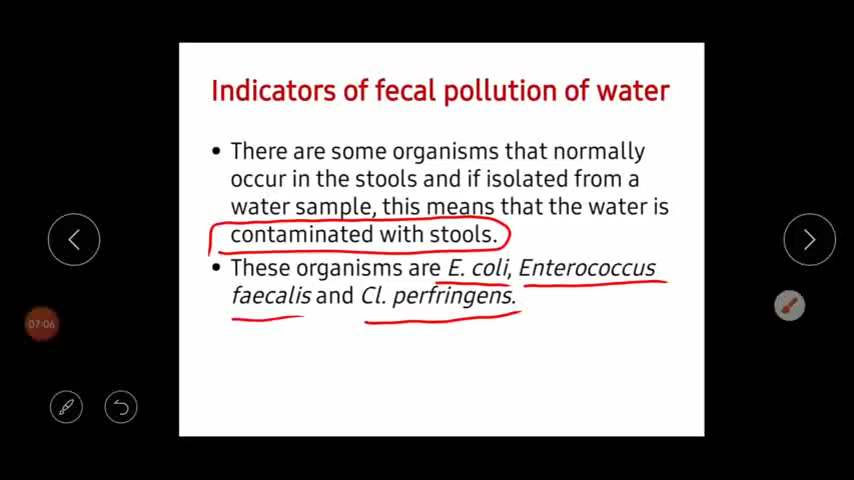 Indicators of fecal pollution of water
• There are some organisms that normally
occur in the stools and if isolated from a
water sample, this means that the water is
contaminated with stools.
• These organisms are E. coli, Enterococcus
faecalis and Cl. perfringens.
07:06